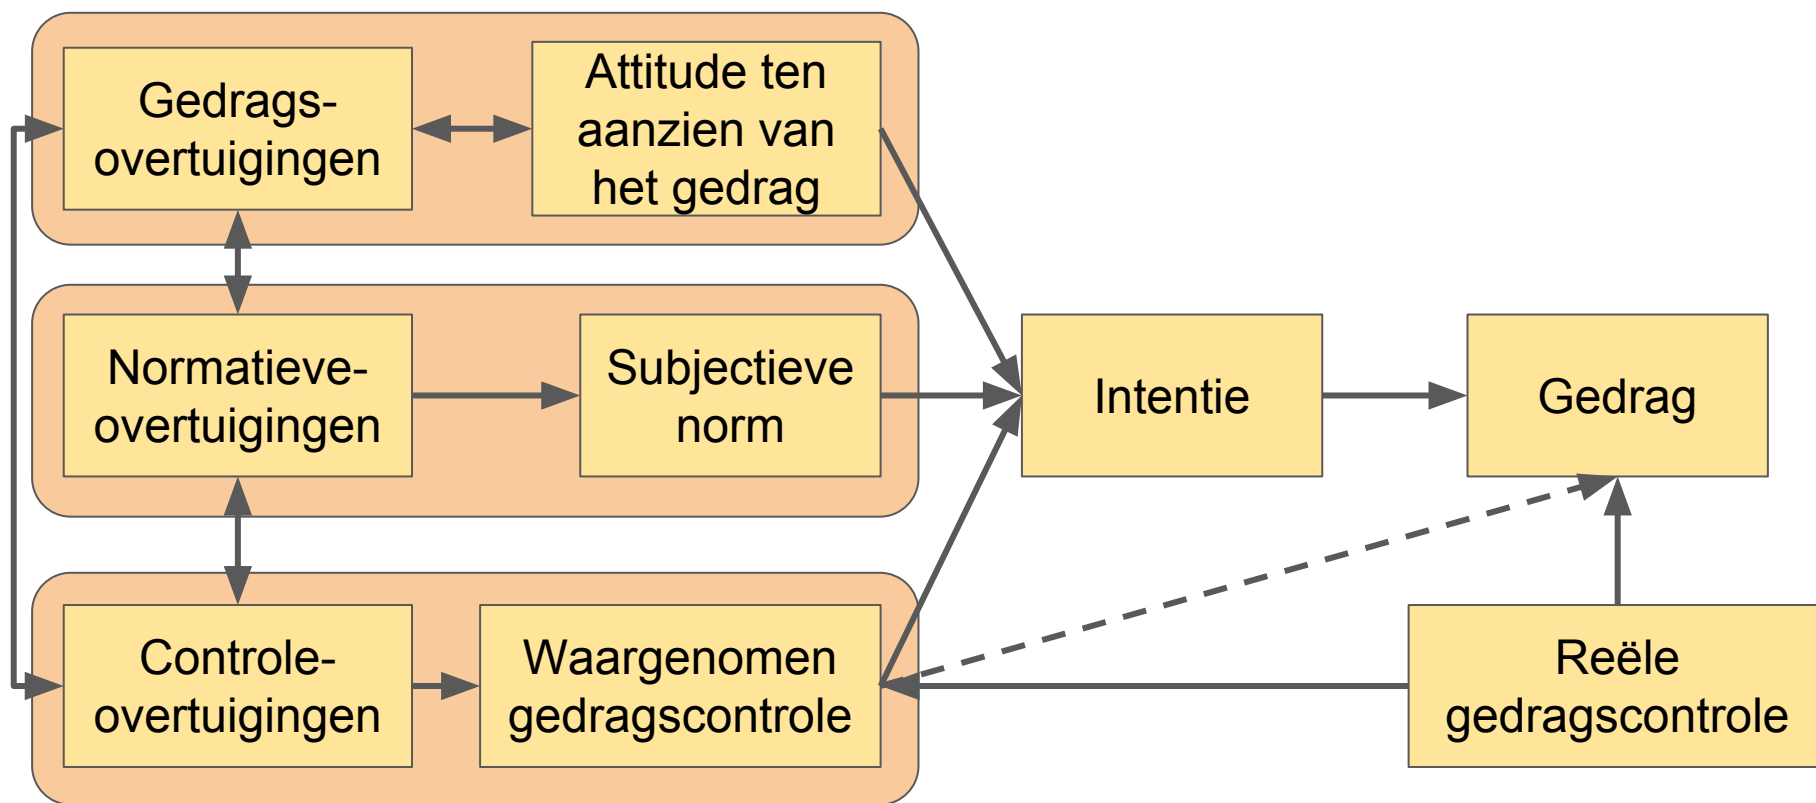 Gedrags-
overtuigingen
Attitude ten
aanzien van
het gedrag
Normatieve-
overtuigingen
Subjectieve
norm
Intentie
Gedrag
Controle-
overtuigingen
Waargenomen
gedragscontrole
Reële
gedragscontrole